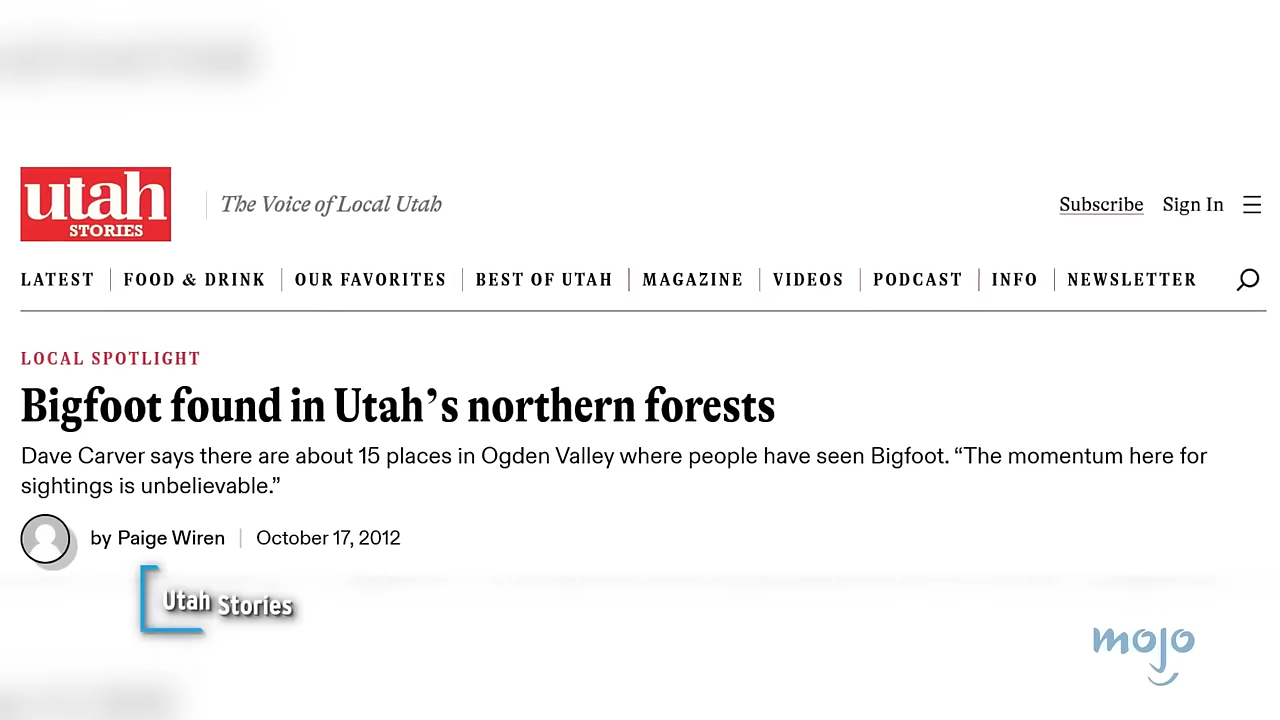 utah
STORIES
The Voice of Local Utah
Subscribe Sign In
LATEST FOOD & DRINK OUR FAVORITES BEST OF UTAH MAGAZINE VIDEOS PODCAST INFO NEWSLETTER
LOCAL SPOTLIGHT
Bigfoot found in Utah’s northern forests
Dave Carver says there are about 15 places in Ogden Valley where people have seen Bigfoot. “The momentum here for
sightings is unbelievable.”
by Paige Wiren October 17, 2012
Utah Stories
mojo